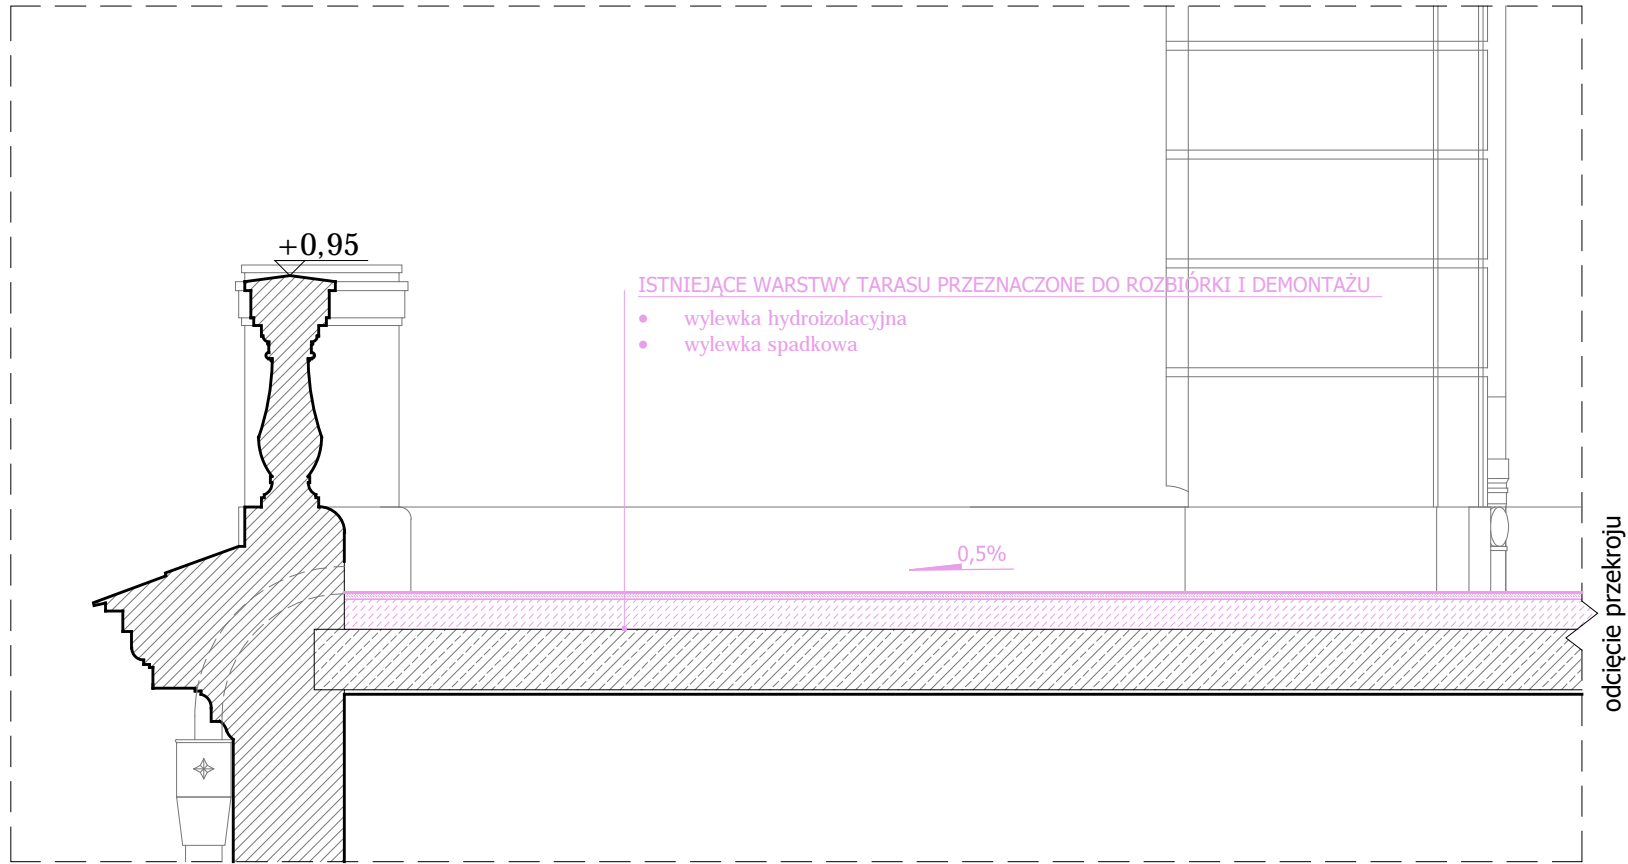 +0,95
ISTNIEJĄCE WARSTWY TARASU PRZEZNACZONE DO ROZBIÓRKI I DEMONTAŻU
• wylewka hydroizolacyjna
• wylewka spadkowa
0,5%
odcięcie przekroju